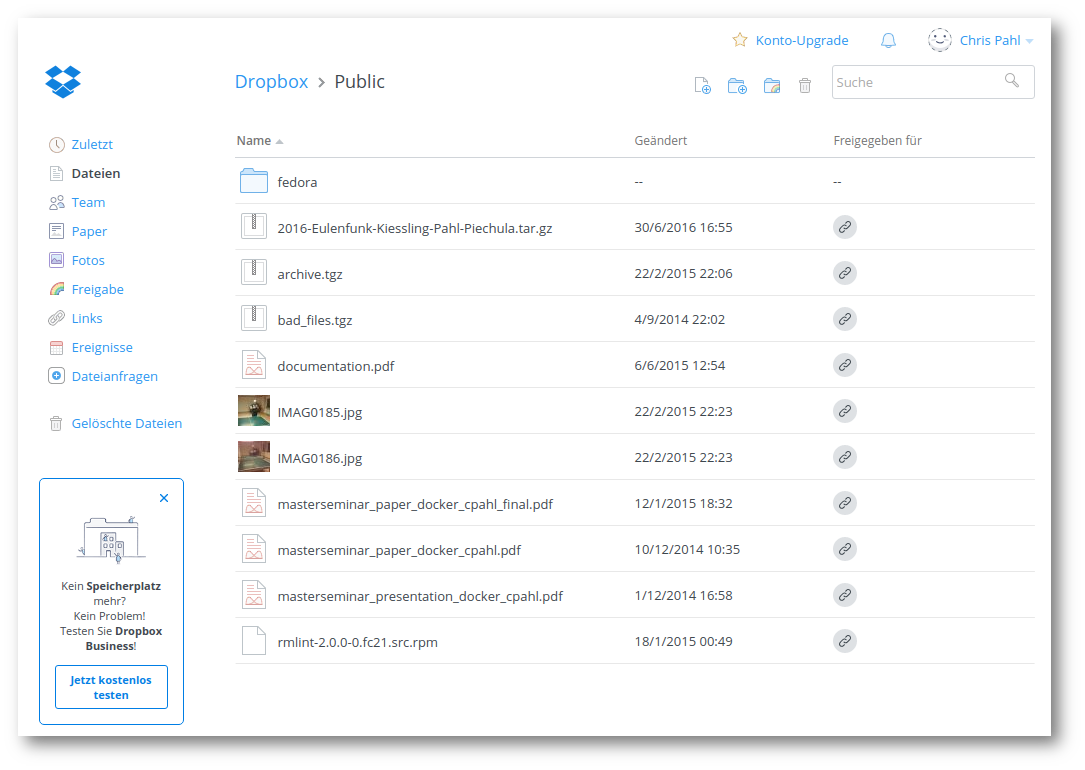 Konto-Upgrade
Chris Pahl
Dropbox › Public
Suche
Zuletzt
Dateien
Team
Paper
Fotos
Freigabe
Links
Ereignisse
Dateianfragen
Gelöschte Dateien
Kein Speicherplatz
mehr?
Kein Problem!
Testen Sie Dropbox
Business!
Jetzt kostenlos
testen
Name Geändert Freigegeben für
fedora -- --
2016-Eulenfunk-Kiessling-Pahl-Piechula.tar.gz 30/6/2016 16:55
archive.tgz 22/2/2015 22:06
bad_files.tgz 4/9/2014 22:02
documentation.pdf 6/6/2015 12:54
IMAG0185.jpg 22/2/2015 22:23
IMAG0186.jpg 22/2/2015 22:23
masterseminar_paper_docker_cpahl_final.pdf 12/1/2015 18:32
masterseminar_paper_docker_cpahl.pdf 10/12/2014 10:35
masterseminar_presentation_docker_cpahl.pdf 1/12/2014 16:58
rmlint-2.0.0-0.fc21.src.rpm 18/1/2015 00:49